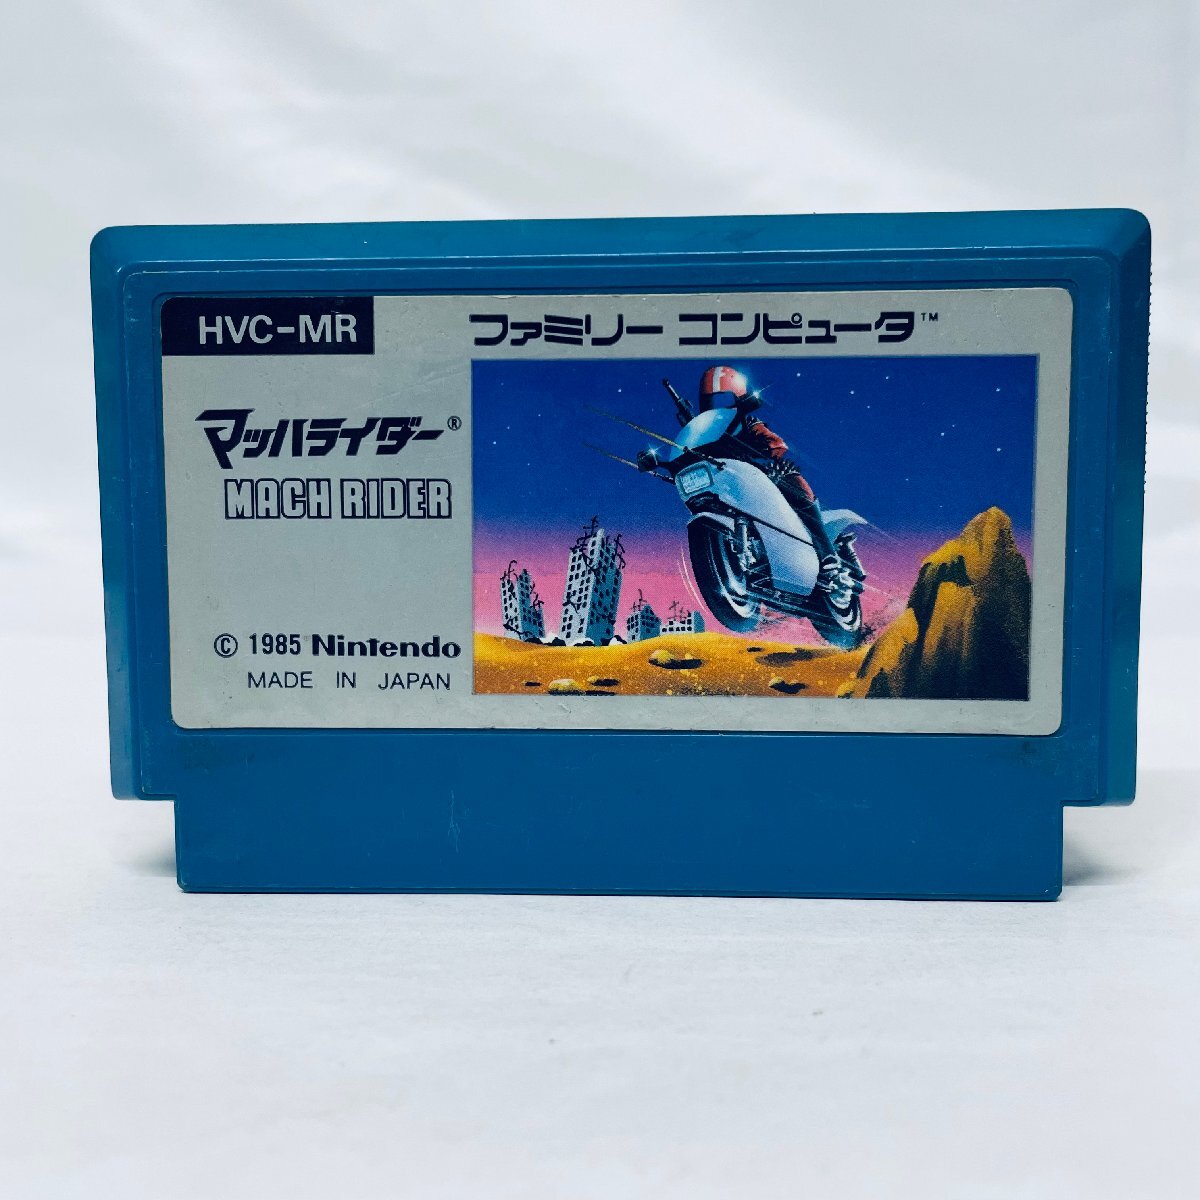 HVC-MR
ファミリー コンピュータ™
マッハライダー®
MACH RIDER
© 1985 Nintendo
MADE IN JAPAN